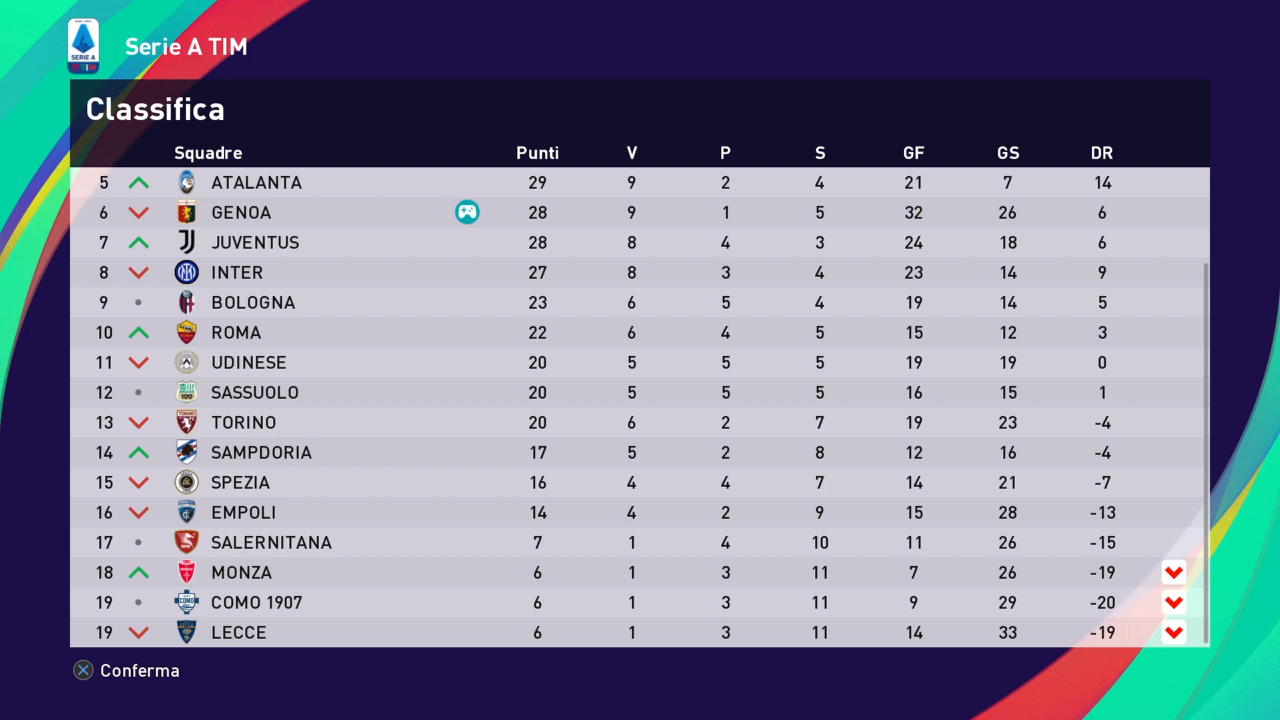 SERIE A
TIM
Serie A TIM
Classifica
Squadre Punti V P S GF GS DR
5 ATALANTA 29 9 2 4 21 7 14
6 GENOA 28 9 1 5 32 26 6
7 JUVENTUS 28 8 4 3 24 18 6
8 INTER 27 8 3 4 23 14 9
9 BOLOGNA 23 6 5 4 19 14 5
10 ROMA 22 6 4 5 15 12 3
11 UDINESE 20 5 5 5 19 19 0
12 SASSUOLO 20 5 5 5 16 15 1
13 TORINO 20 6 2 7 19 23 -4
14 SAMPDORIA 17 5 2 8 12 16 -4
15 SPEZIA 16 4 4 7 14 21 -7
16 EMPOLI 14 4 2 9 15 28 -13
17 SALERNITANA 7 1 4 10 11 26 -15
18 MONZA 6 1 3 11 7 26 -19
19 COMO 1907 6 1 3 11 9 29 -20
19 LECCE 6 1 3 11 14 33 -19
Conferma